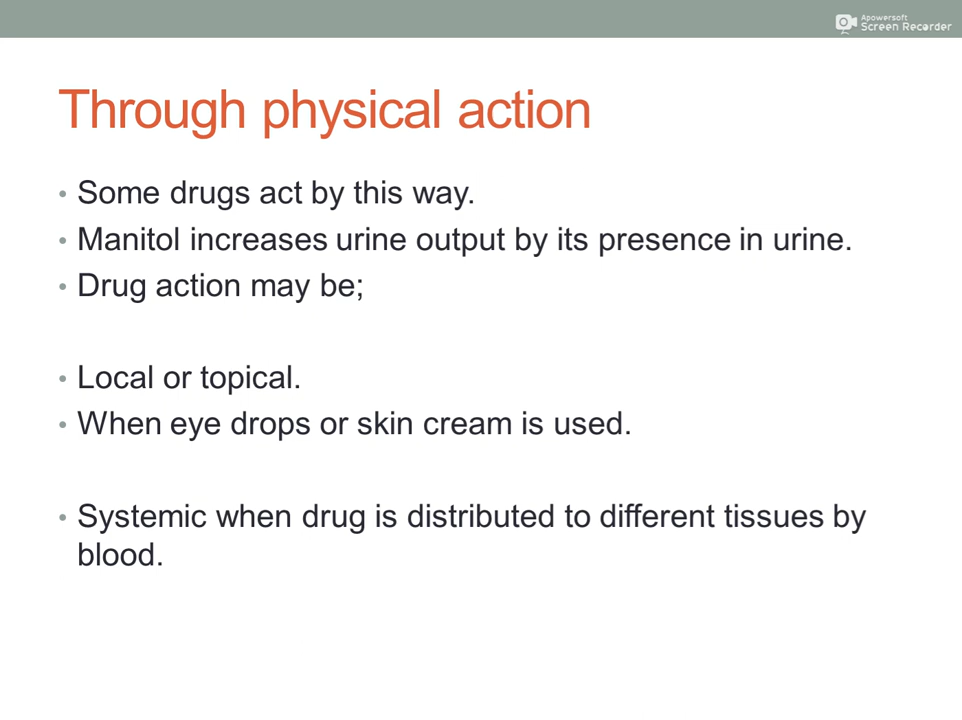 Apowersoft
Screen Recorder
Through physical action
• Some drugs act by this way.
• Manitol increases urine output by its presence in urine.
• Drug action may be;
• Local or topical.
• When eye drops or skin cream is used.
• Systemic when drug is distributed to different tissues by
blood.